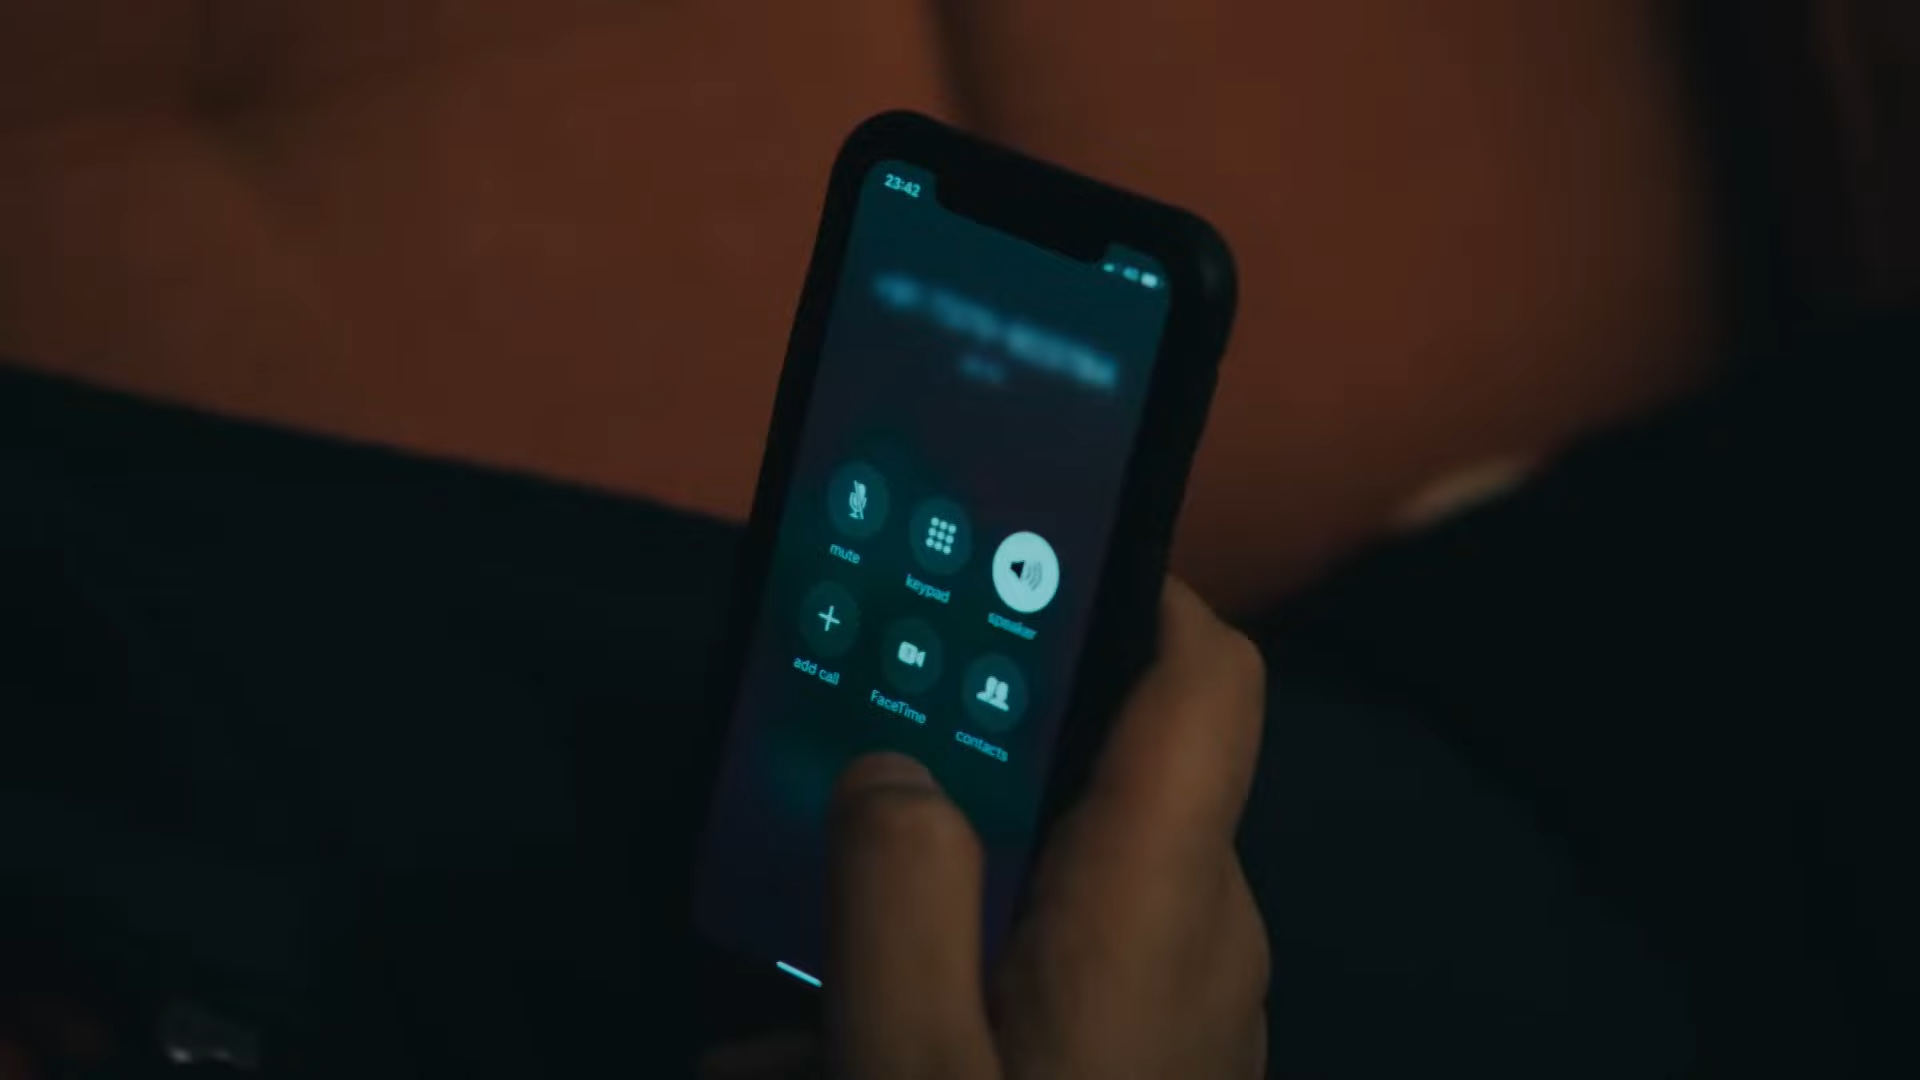 23:42
mute
keypad
speaker
add call
FaceTime
contacts